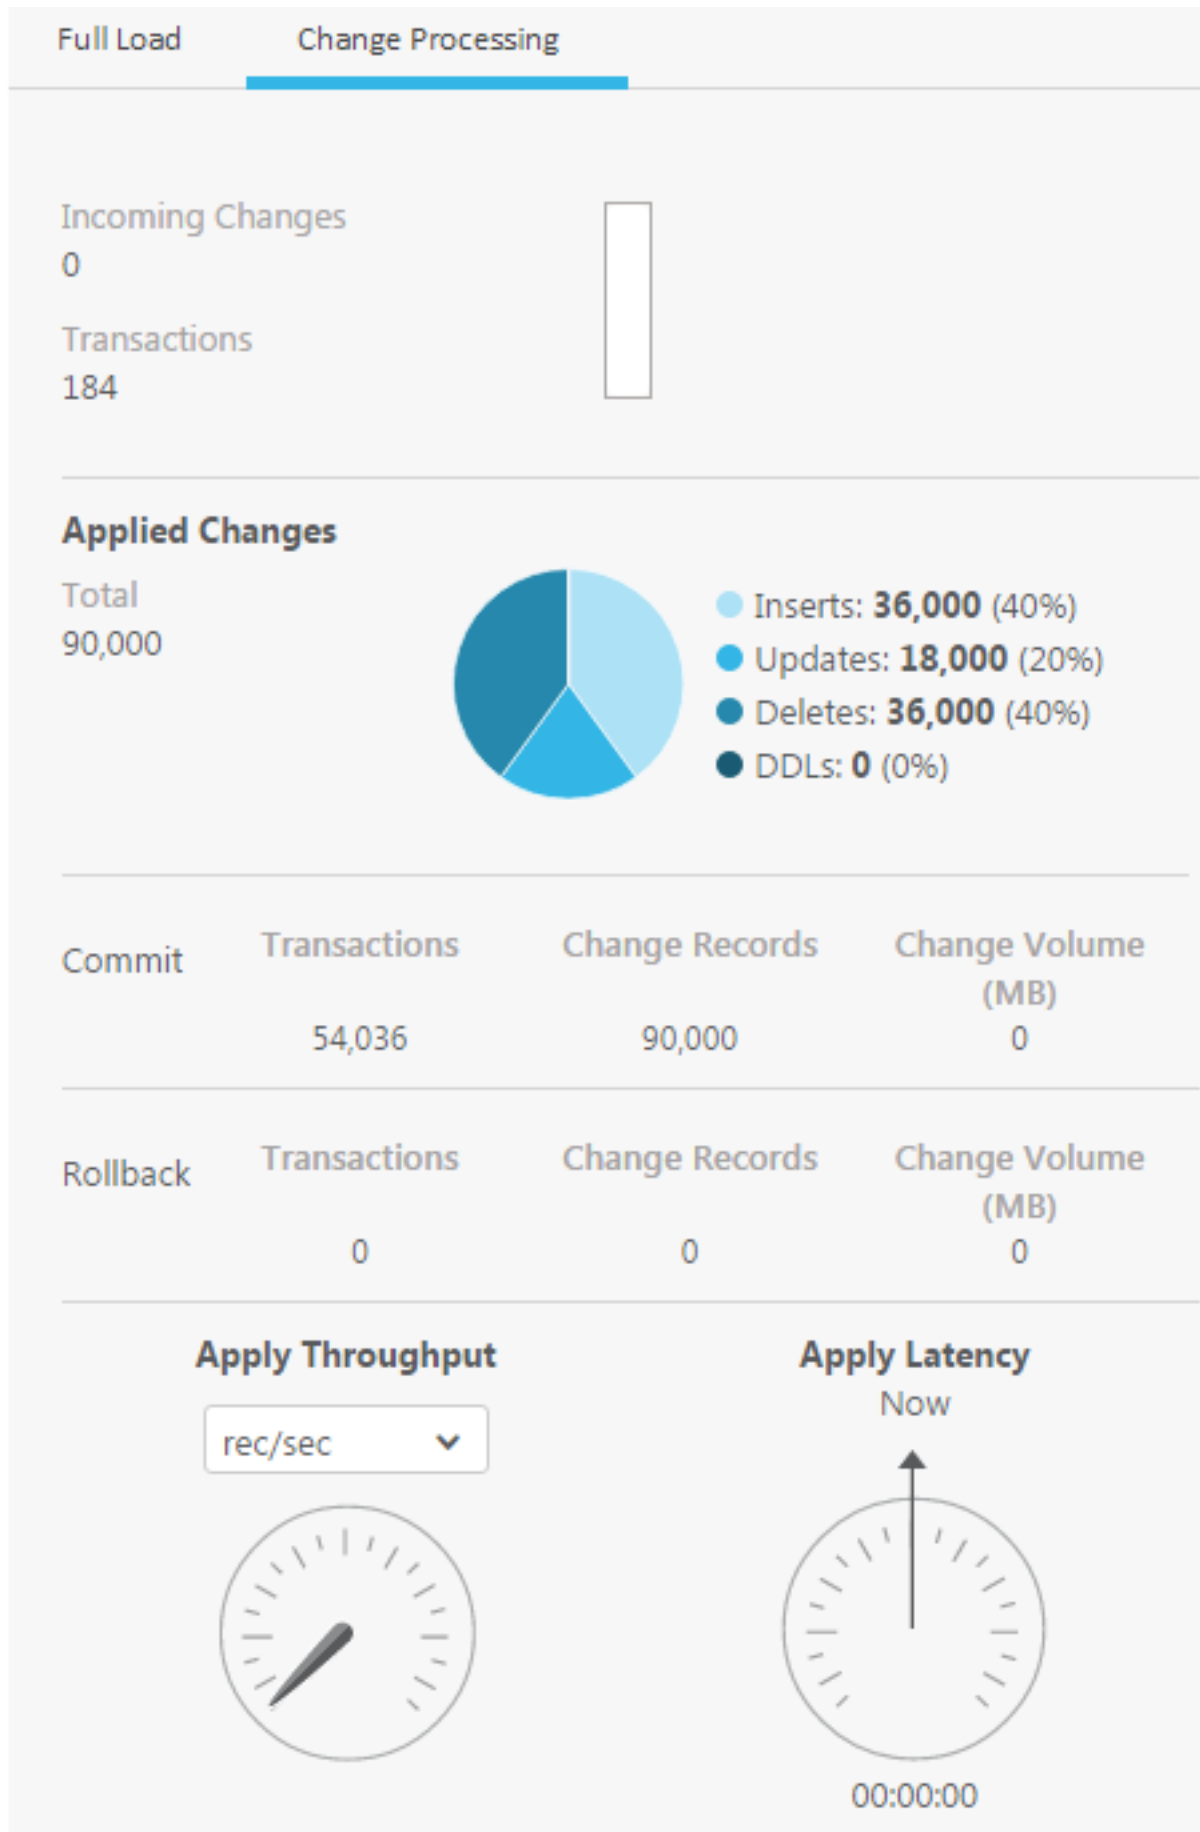 Full Load Change Processing
Incoming Changes
0
Transactions
184
Applied Changes
Total
90,000
Inserts: 36,000 (40%)
Updates: 18,000 (20%)
Deletes: 36,000 (40%)
DDLs: 0 (0%)
Commit Transactions Change Records Change Volume
(MB)
54,036 90,000 0
Rollback Transactions Change Records Change Volume
(MB)
0 0 0
Apply Throughput Apply Latency
Now
rec/sec
00:00:00